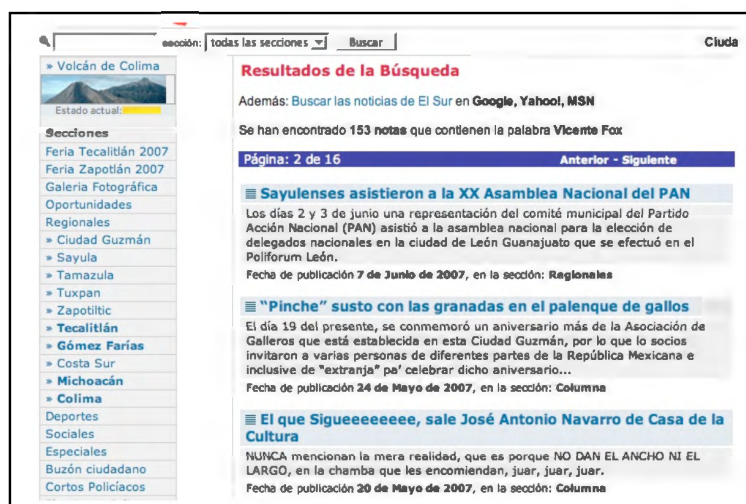 sección: todas las secciones Buscar Ciuda
» Volcán de Colima
Estado actual:
Secciones
Feria Tecalitlán 2007
Feria Zapotlán 2007
Galeria Fotográfica
Oportunidades
Regionales
» Ciudad Guzmán
» Sayula
» Tamazula
» Tuxpan
» Zapotiltic
» Tecalitlán
» Gómez Farías
» Costa Sur
» Michoacán
» Colima
Deportes
Sociales
Especiales
Buzón ciudadano
Cortos Policíacos
Resultados de la Búsqueda
Además: Buscar las noticias de El Sur en Google, Yahoo!, MSN
Se han encontrado 153 notas que contienen la palabra Vicente Fox
Página: 2 de 16 Anterior - Siguiente
Sayulenses asistieron a la XX Asamblea Nacional del PAN
Los días 2 y 3 de junio una representación del comité municipal del Partido
Acción Nacional (PAN) asistió a la asamblea nacional para la elección de
delegados nacionales en la ciudad de León Guanajuato que se efectuó en el
Poliforum León.
Fecha de publicación 7 de Junio de 2007, en la sección: Regionales
"Pinche" susto con las granadas en el palenque de gallos
El día 19 del presente, se conmemoró un aniversario más de la Asociación de
Galleros que está establecida en esta Ciudad Guzmán, por lo que lo socios
invitaron a varias personas de diferentes partes de la República Mexicana e
inclusive de "extranja" pa' celebrar dicho aniversario...
Fecha de publicación 24 de Mayo de 2007, en la sección: Columna
El que Sigueeeeeeee, sale José Antonio Navarro de Casa de la
Cultura
NUNCA mencionan la mera realidad, que es porque NO DAN EL ANCHO NI EL
LARGO, en la chamba que les encomiendan, juar, juar, juar.
Fecha de publicación 20 de Mayo de 2007, en la sección: Columna